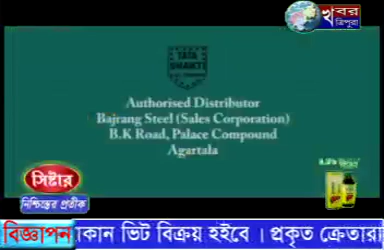 খবর
ত্রিপুরা
TATA
SHAKTI
Authorised Distributor
Bajrang Steel (Sales Corporation)
B.K Road, Palace Compound
Agartala
সিষ্টার
নিশ্চিন্তের প্রতীক
বিজ্ঞাপন কান ভিট বিক্রয় হইবে । প্রকৃত ক্রেতারা